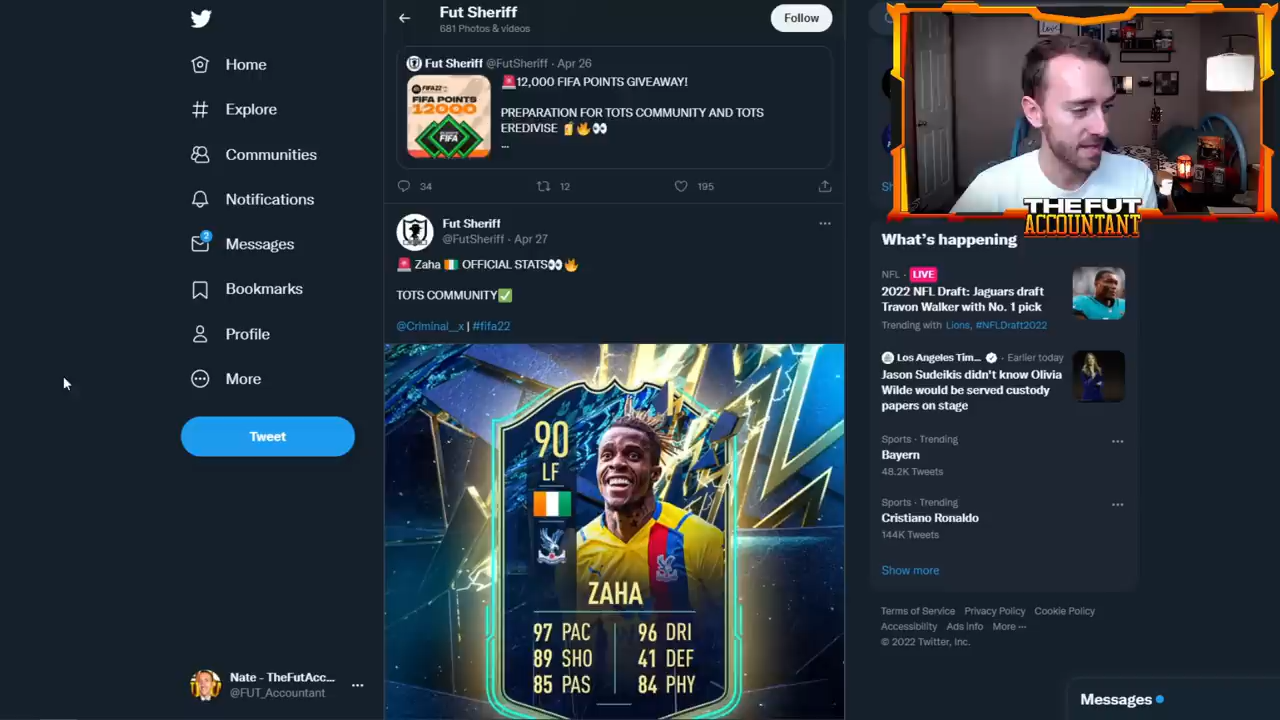 Home
Explore
Communities
Notifications
2
Messages
Bookmarks
Profile
More
Tweet
Nate - TheFutAcc...
@FUT_Accountant
Fut Sheriff
681 Photos & videos
Follow
Fut Sheriff @FutSheriff · Apr 26
🚨12,000 FIFA POINTS GIVEAWAY!
PREPARATION FOR TOTS COMMUNITY AND TOTS
EREDIVISE 🍺🔥👀
...
FIFA 22
FIFA POINTS
12000
FIFA
34
12
195
Fut Sheriff
@FutSheriff · Apr 27
🚨 Zaha 🇨🇮 OFFICIAL STATS👀🔥
TOTS COMMUNITY✅
@Criminal__x | #fifa22
90
LF
ZAHA
97 PAC 96 DRI
89 SHO 41 DEF
85 PAS 84 PHY
THE FUT
ACCOUNTANT
What's happening
NFL · LIVE
2022 NFL Draft: Jaguars draft
Travon Walker with No. 1 pick
Trending with Lions, #NFLDraft2022
Los Angeles Tim... · Earlier today
Jason Sudeikis didn't know Olivia
Wilde would be served custody
papers on stage
Sports · Trending
Bayern
48.2K Tweets
Sports · Trending
Cristiano Ronaldo
144K Tweets
Show more
Terms of Service Privacy Policy Cookie Policy
Accessibility Ads info More ...
© 2022 Twitter, Inc.
Messages